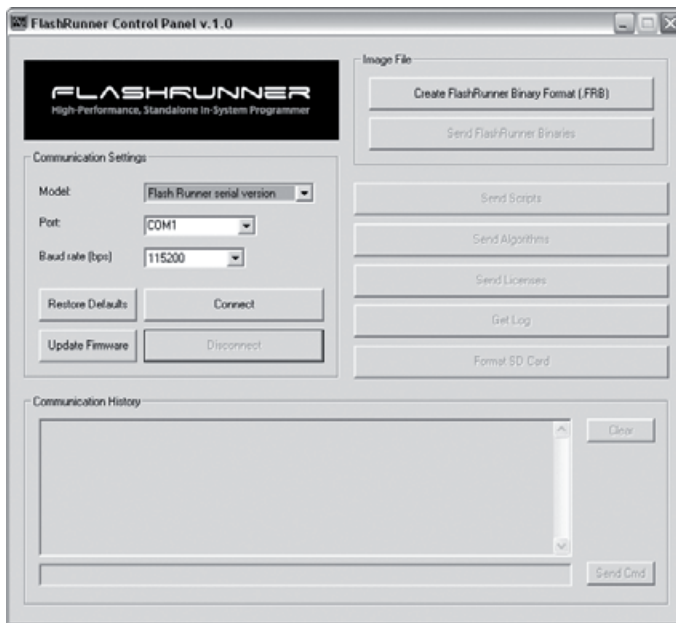 FlashRunner Control Panel v.1.0
FLASHRUNNER
High-Performance, Standalone In-System Programmer
Communication Settings
Model:
Flash Runner serial version
Port:
COM1
Baud rate (bps)
115200
Restore Defaults
Connect
Update Firmware
Disconnect
Image File
Create FlashRunner Binary Format (.FRB)
Send FlashRunner Binaries
Send Scripts
Send Algorithms
Send Licenses
Get Log
Format SD Card
Communication History
Clear
Send Cmd